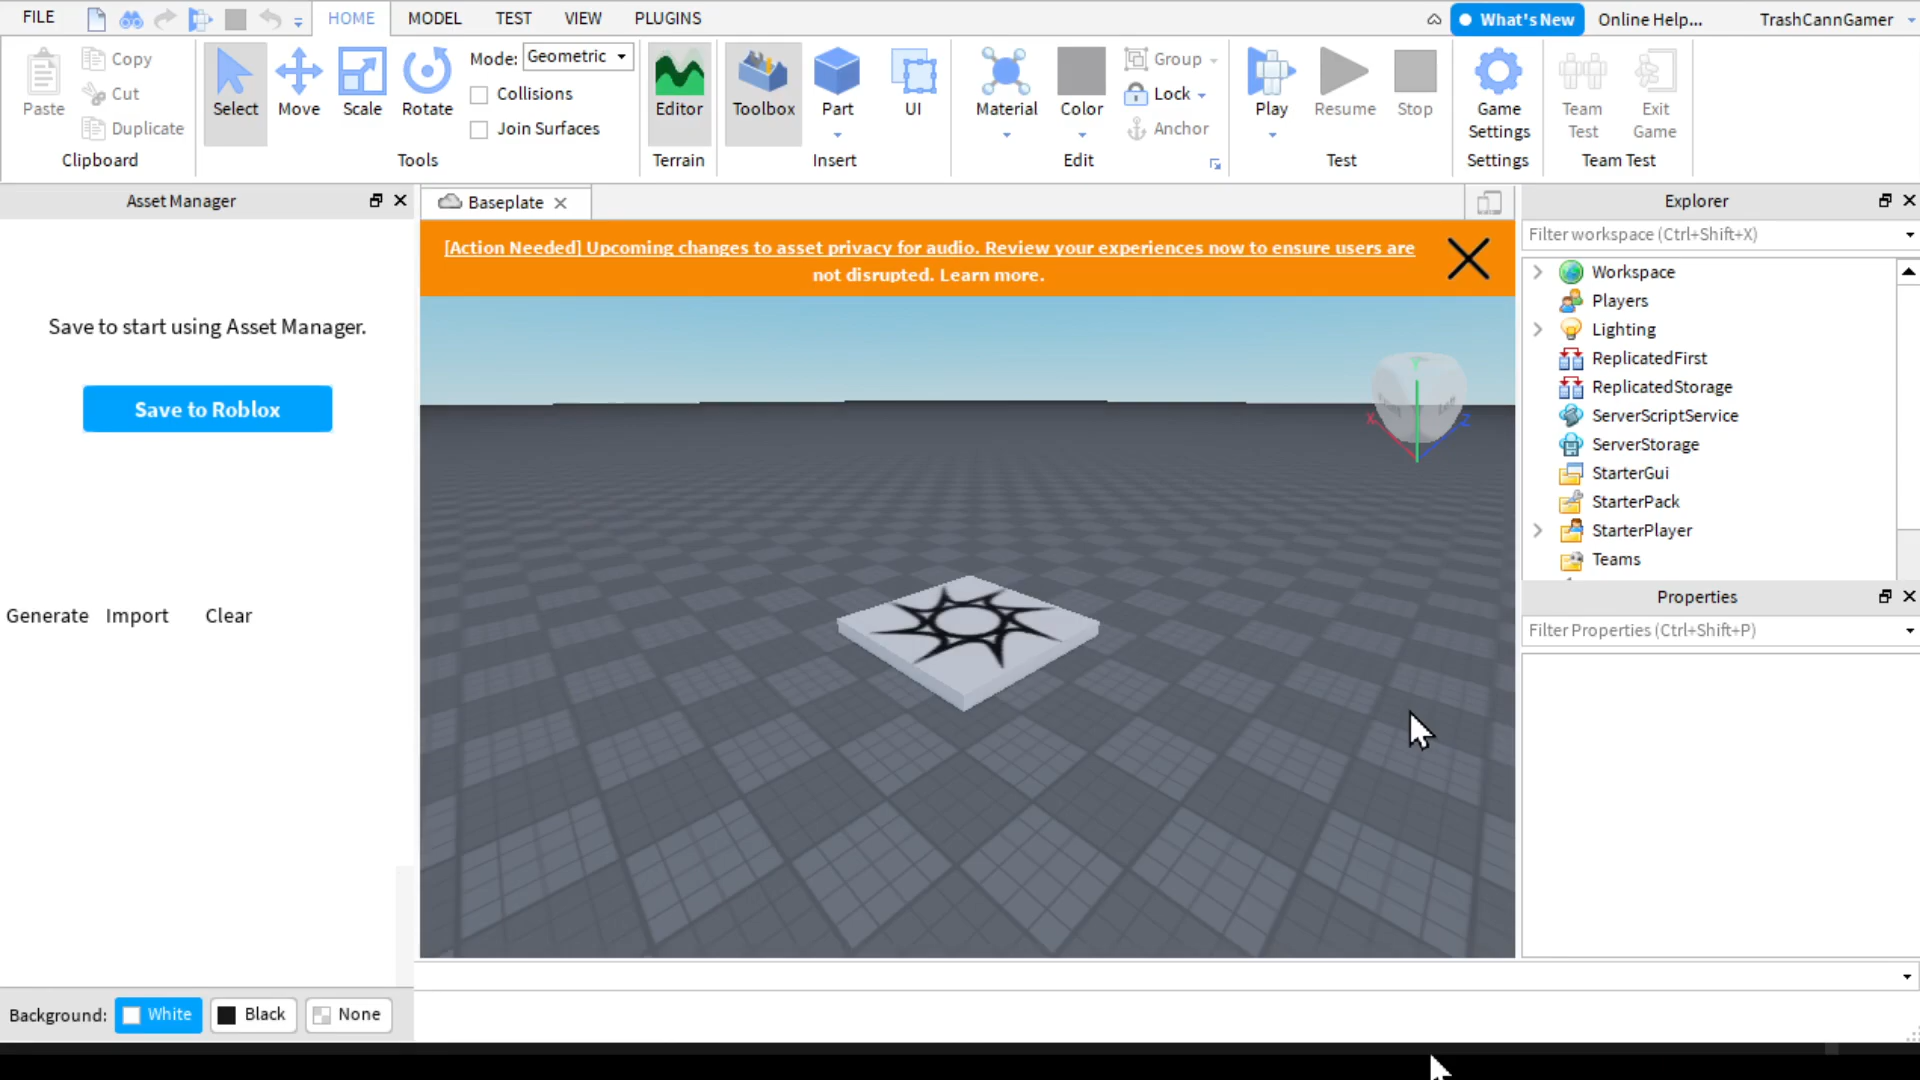 FILE
HOME
MODEL
TEST
VIEW
PLUGINS
What's New
Online Help...
TrashCannGamer
Paste
Copy
Cut
Duplicate
Clipboard
Select
Move
Scale
Rotate
Mode: Geometric
Collisions
Join Surfaces
Tools
Editor
Terrain
Toolbox
Part
UI
Insert
Material
Color
Group
Lock
Anchor
Edit
Play
Resume
Stop
Test
Game
Settings
Settings
Team
Test
Exit
Game
Team Test
Asset Manager
Save to start using Asset Manager.
Save to Roblox
Generate Import Clear
Background: White Black None
Baseplate
[Action Needed] Upcoming changes to asset privacy for audio. Review your experiences now to ensure users are
not disrupted. Learn more.
X
Z
Explorer
Filter workspace (Ctrl+Shift+X)
Workspace
Players
Lighting
ReplicatedFirst
ReplicatedStorage
ServerScriptService
ServerStorage
StarterGui
StarterPack
StarterPlayer
Teams
Properties
Filter Properties (Ctrl+Shift+P)